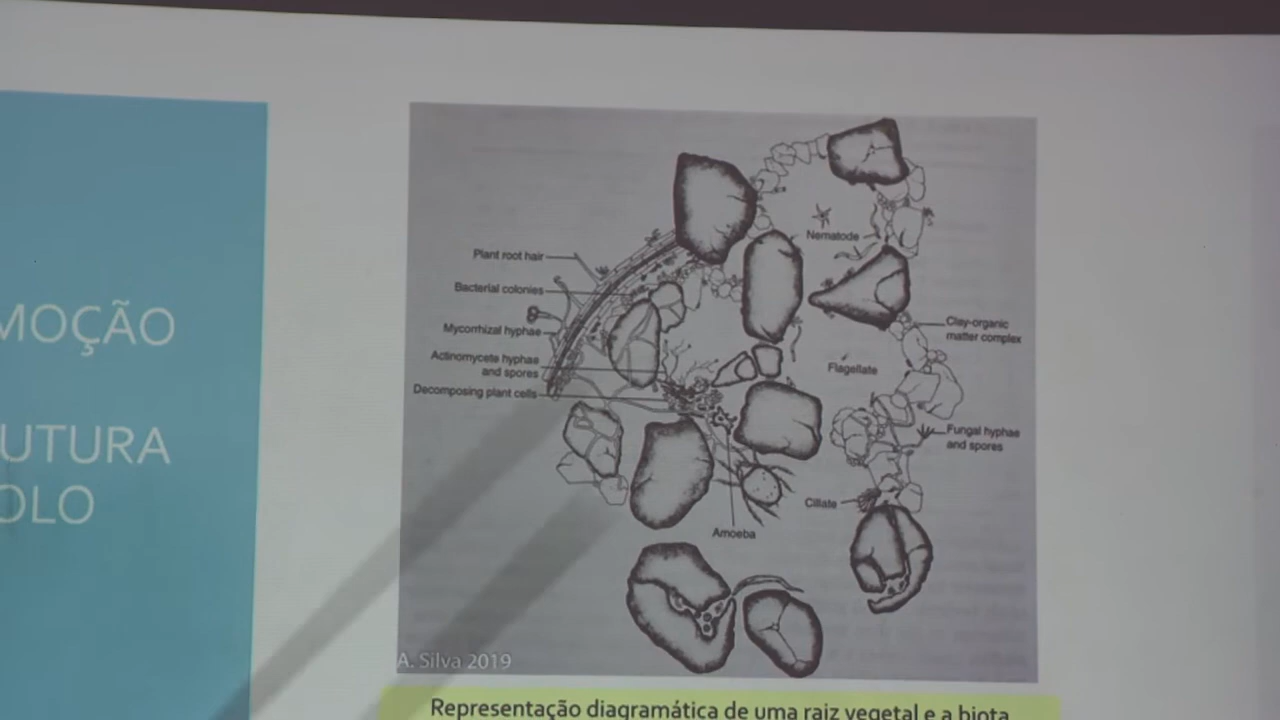 MOÇÃO
UTURA
OLO
Nematode
Plant root hair
Bacterial colonies
Mycorrhizal hyphae
Actinomycete hyphae
and spores
Decomposing plant cells
Clay-organic
matter complex
Flagellate
Fungal hyphae
and spores
Ciliate
Amoeba
A. Silva 2019
Representação diagramática de uma raiz vegetal e a biota